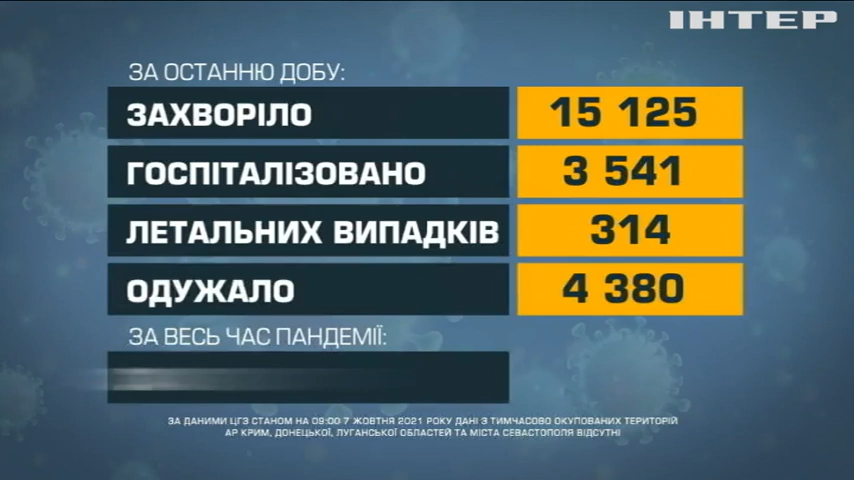 ІНТЕР
ЗА ОСТАННЮ ДОБУ:
ЗАХВОРІЛО 15 125
ГОСПІТАЛІЗОВАНО 3 541
ЛЕТАЛЬНИХ ВИПАДКІВ 314
ОДУЖАЛО 4 380
ЗА ВЕСЬ ЧАС ПАНДЕМІЇ:
ЗА ДАНИМИ ЦГЗ СТАНОМ НА 09:00 7 ЖОВТНЯ 2021 РОКУ ДАНІ З ТИМЧАСОВО ОКУПОВАНИХ ТЕРИТОРІЙ
АР КРИМ, ДОНЕЦЬКОЇ, ЛУГАНСЬКОЇ ОБЛАСТЕЙ ТА МІСТА СЕВАСТОПОЛЯ ВІДСУТНІ